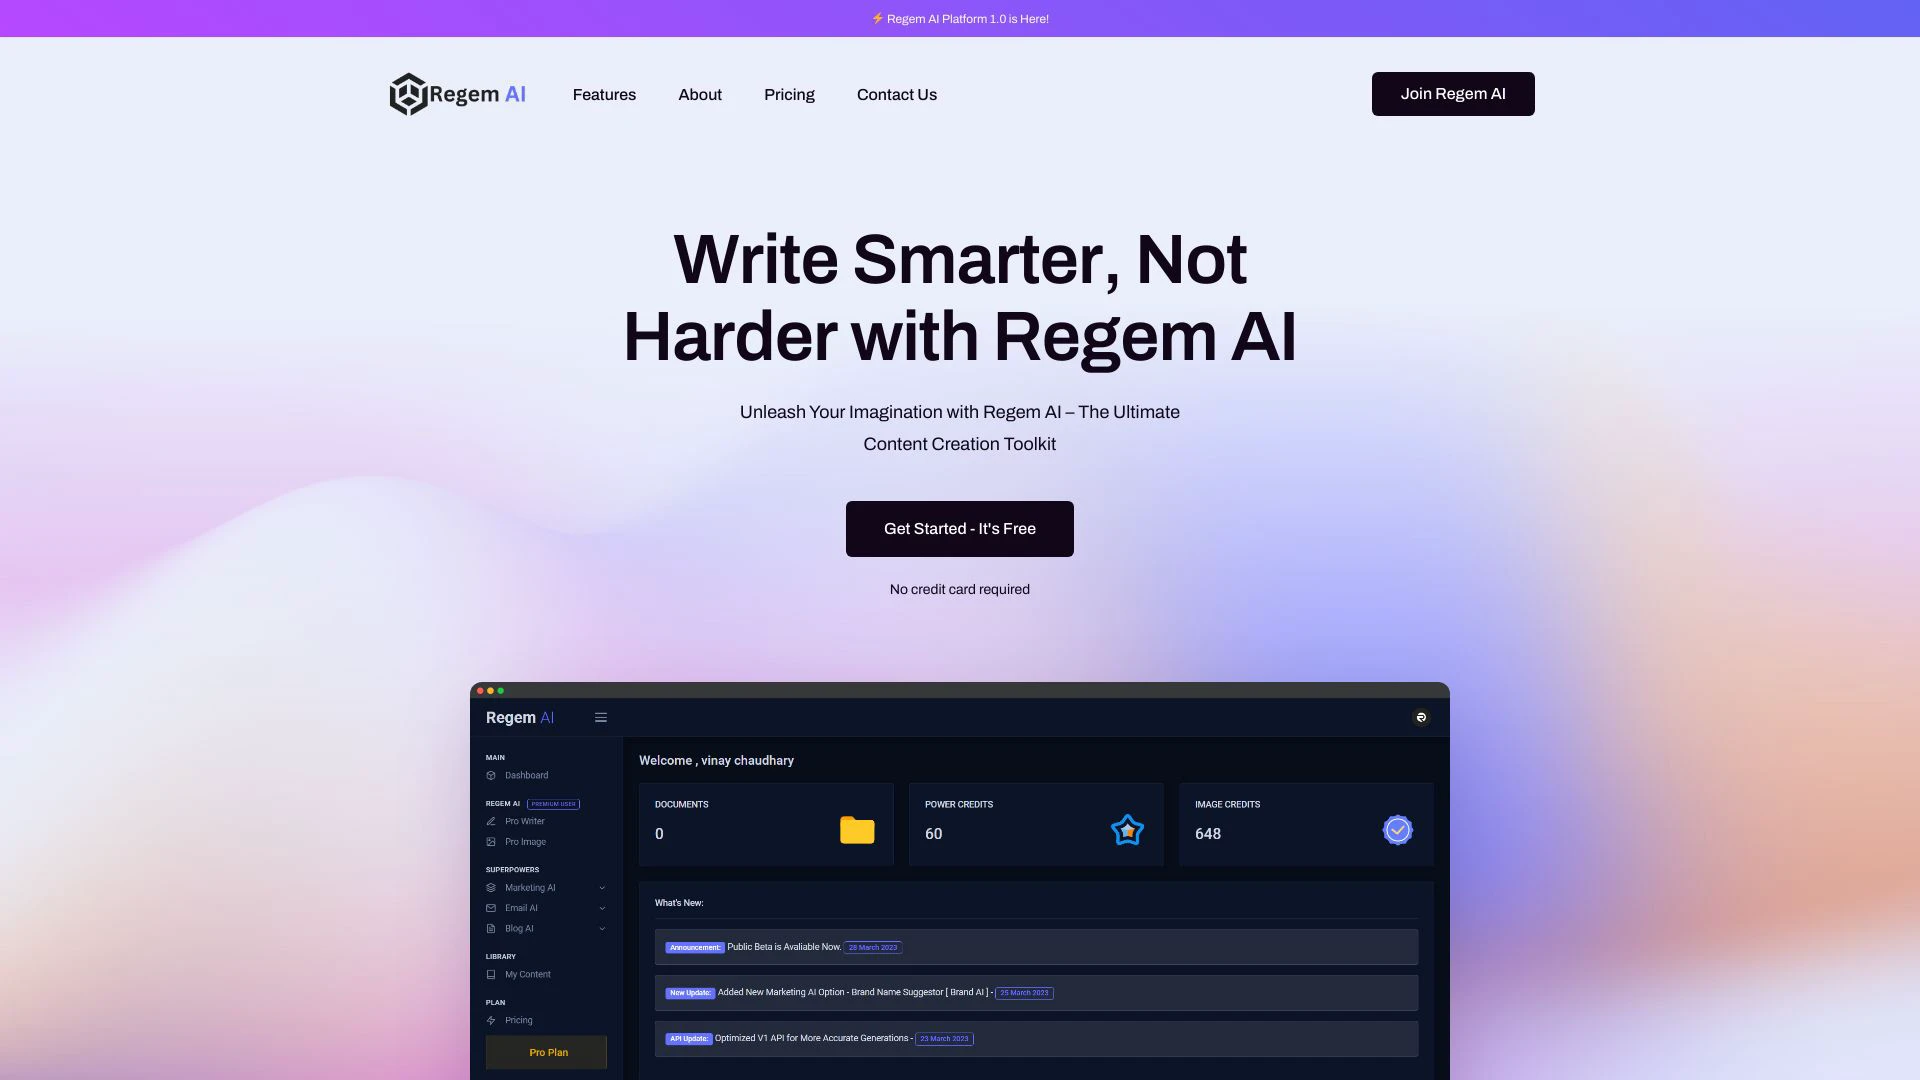 ⚡ Regem AI Platform 1.0 is Here!
Regem AI
Features
About
Pricing
Contact Us
Join Regem AI
Write Smarter, Not
Harder with Regem AI
Unleash Your Imagination with Regem AI – The Ultimate
Content Creation Toolkit
Get Started - It's Free
No credit card required
Regem AI
MAIN
Dashboard
REGEM AI PREMIUM USER
Pro Writer
Pro Image
SUPERPOWERS
Marketing AI
Email AI
Blog AI
LIBRARY
My Content
PLAN
Pricing
Pro Plan
Welcome , vinay chaudhary
DOCUMENTS
0
POWER CREDITS
60
IMAGE CREDITS
648
What's New:
Announcement: Public Beta is Avaliable Now. 28 March 2023
New Update: Added New Marketing AI Option - Brand Name Suggestor [ Brand AI ] - 25 March 2023
API Update: Optimized V1 API for More Accurate Generations - 23 March 2023